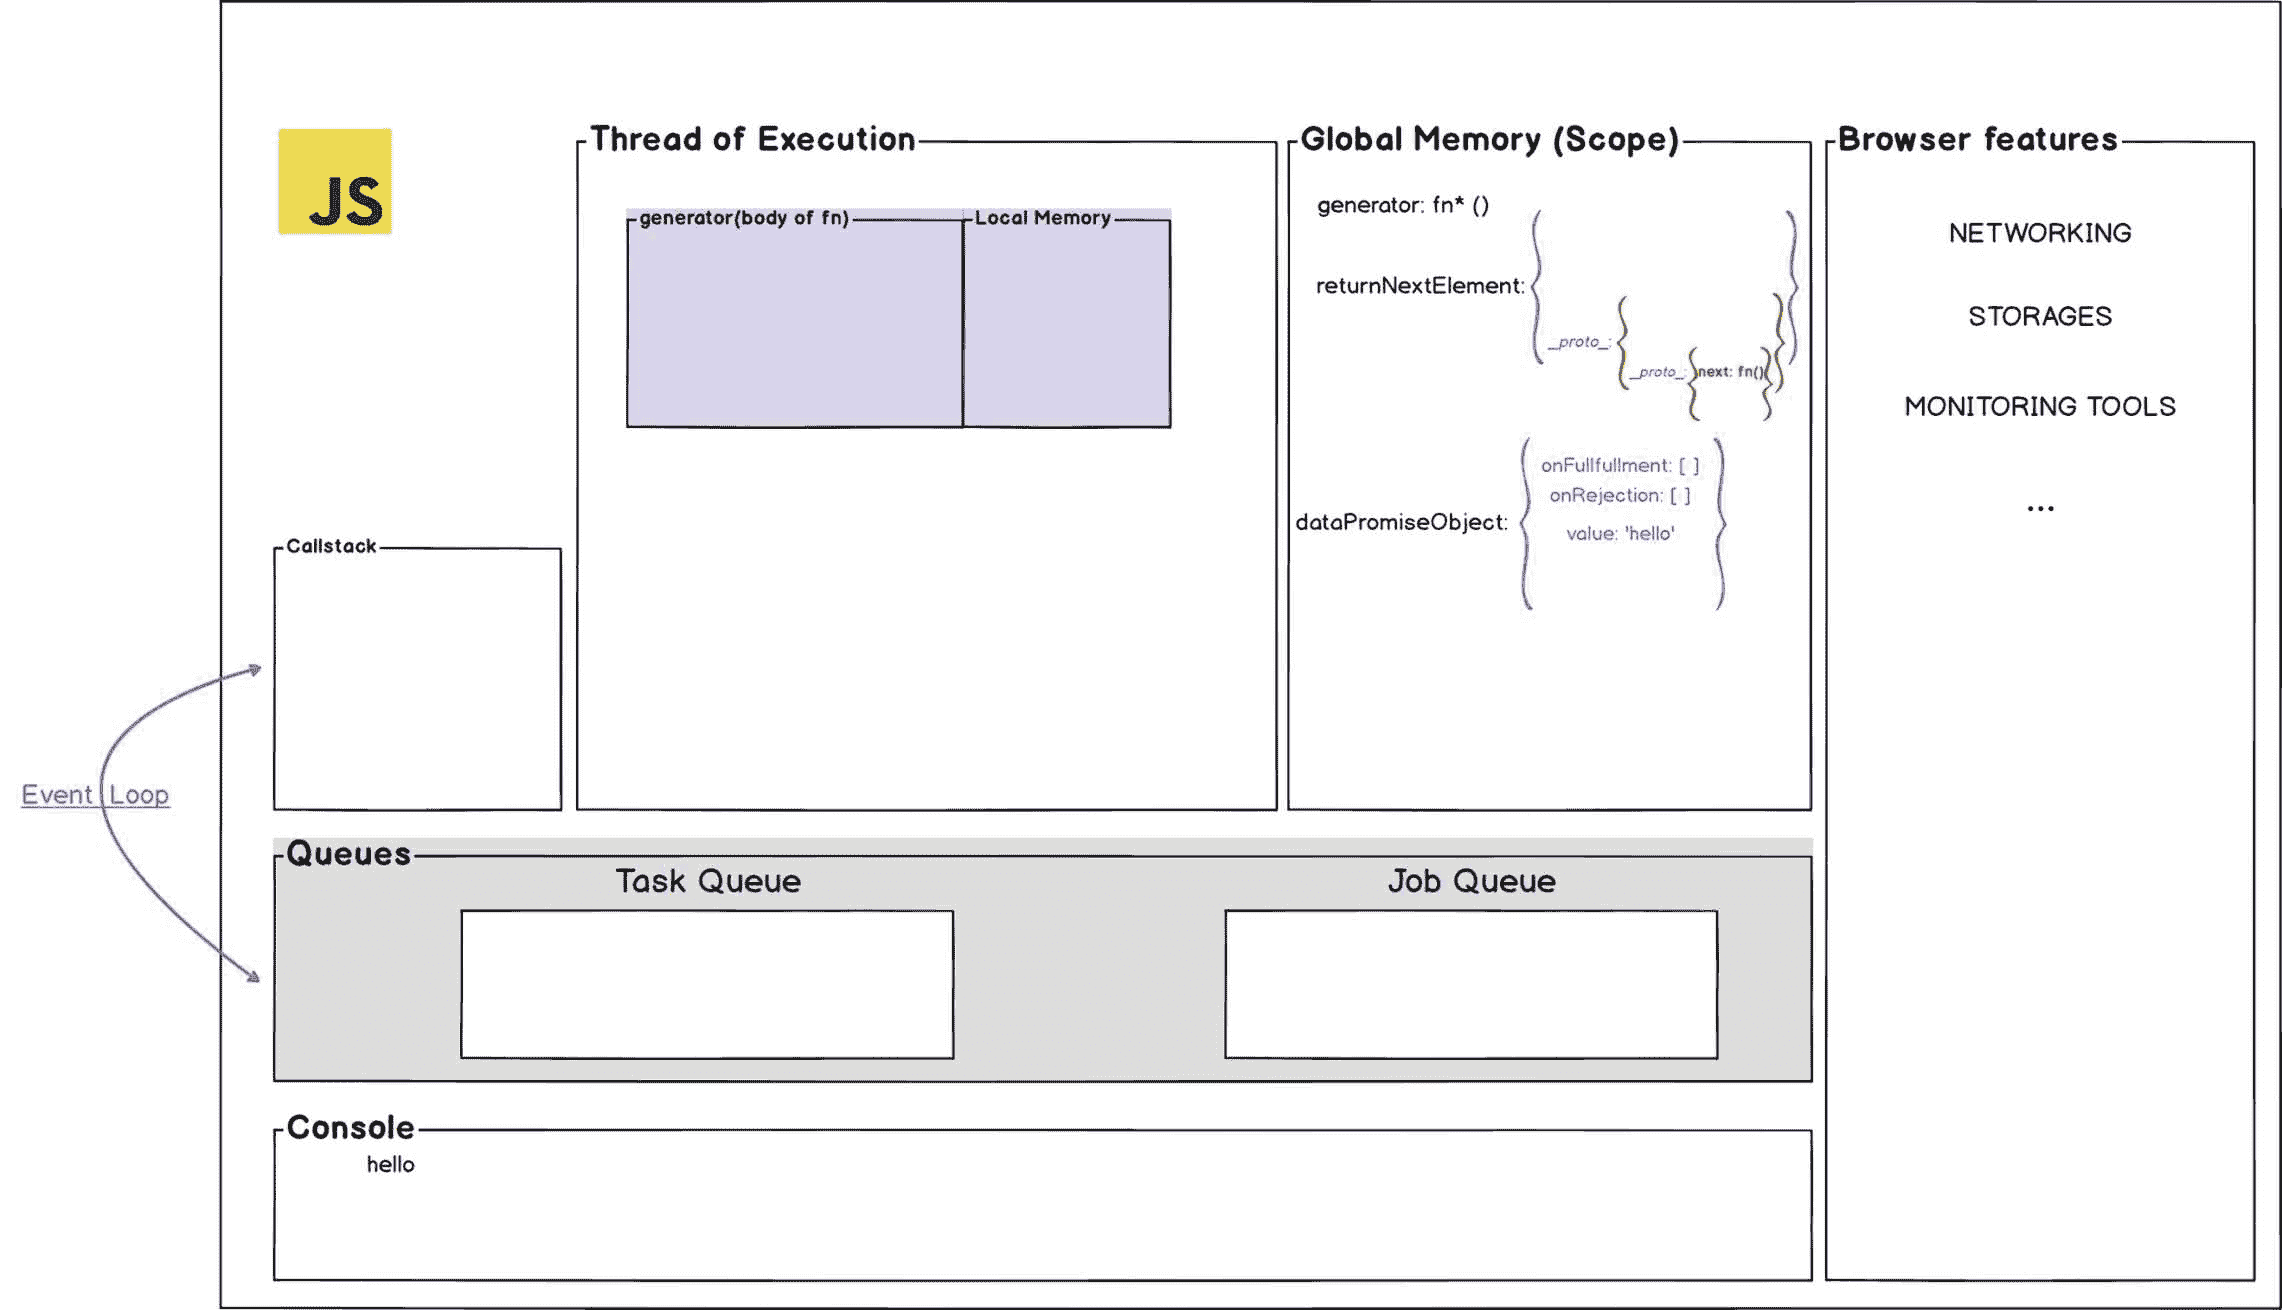 JS
Thread of Execution
generator(body of fn)
Local Memory
Global Memory (Scope)
generator: fn* ()
returnNextElement:
_proto_:
_proto_:
next: fn()
dataPromiseObject:
onFullfullment: [ ]
onRejection: [ ]
value: 'hello'
Browser features
NETWORKING
STORAGES
MONITORING TOOLS
...
Callstack
Event Loop
Queues
Task Queue
Job Queue
Console
hello